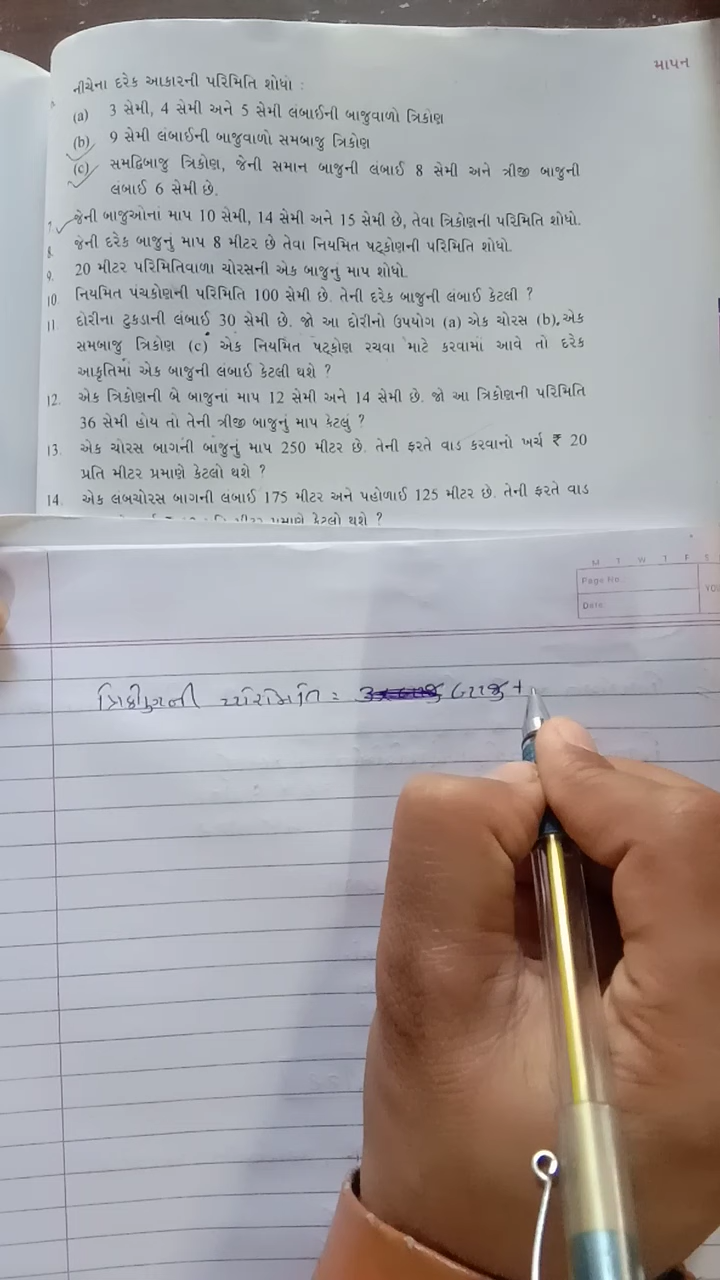 માપન
નીચેના દરેક આકારની પરિમિતિ શોધો :
(a) 3 સેમી, 4 સેમી અને 5 સેમી લંબાઈની બાજુવાળો ત્રિકોણ
(b) 9 સેમી લંબાઈની બાજુવાળો સમબાજુ ત્રિકોણ
(c) સમદ્વિબાજુ ત્રિકોણ, જેની સમાન બાજુની લંબાઈ 8 સેમી અને ત્રીજી બાજુની
લંબાઈ 6 સેમી છે.
7. જેની બાજુઓનાં માપ 10 સેમી, 14 સેમી અને 15 સેમી છે, તેવા ત્રિકોણની પરિમિતિ શોધો.
8. જેની દરેક બાજુનું માપ 8 મીટર છે તેવા નિયમિત ષટ્કોણની પરિમિતિ શોધો.
9. 20 મીટર પરિમિતિવાળા ચોરસની એક બાજુનું માપ શોધો.
10. નિયમિત પંચકોણની પરિમિતિ 100 સેમી છે. તેની દરેક બાજુની લંબાઈ કેટલી ?
11. દોરીના ટુકડાની લંબાઈ 30 સેમી છે. જો આ દોરીનો ઉપયોગ (a) એક ચોરસ (b) એક
સમબાજુ ત્રિકોણ (c) એક નિયમિત ષટ્કોણ રચવા માટે કરવામાં આવે તો દરેક
આકૃતિમાં એક બાજુની લંબાઈ કેટલી થશે ?
12. એક ત્રિકોણની બે બાજુનાં માપ 12 સેમી અને 14 સેમી છે. જો આ ત્રિકોણની પરિમિતિ
36 સેમી હોય તો તેની ત્રીજી બાજુનું માપ કેટલું ?
13. એક ચોરસ બાગની બાજુનું માપ 250 મીટર છે. તેની ફરતે વાડ કરવાનો ખર્ચ ₹ 20
પ્રતિ મીટર પ્રમાણે કેટલો થશે ?
14. એક લંબચોરસ બાગની લંબાઈ 175 મીટર અને પહોળાઈ 125 મીટર છે. તેની ફરતે વાડ
પ્રમાણે કેટલો થશે ?
M T W T F S
Page No.:
YOU
Date:
ત્રિકોણની પરિમિતિ = બાજુ +